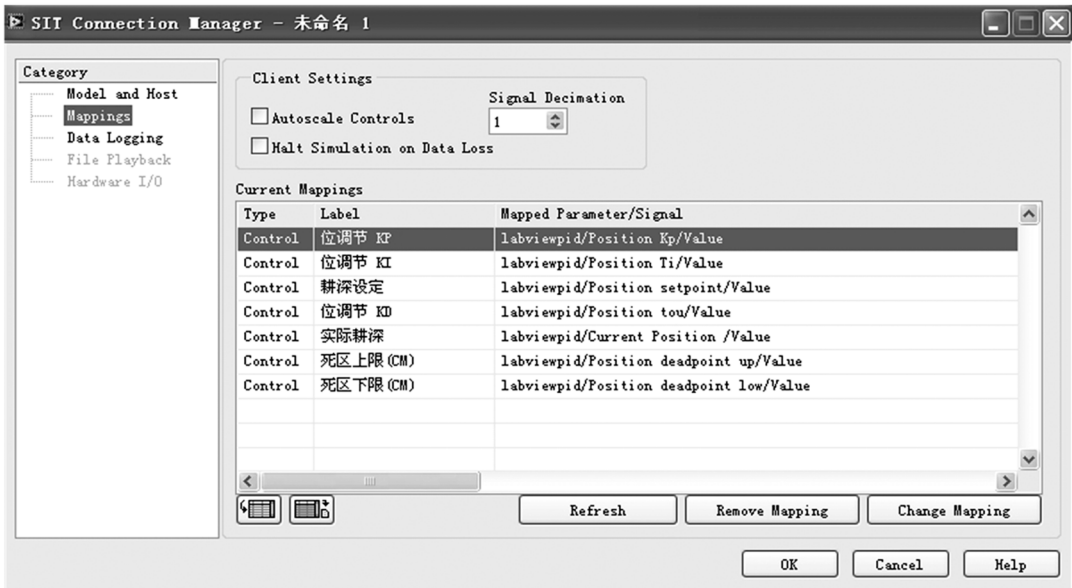 SIT Connection Manager - 未命名 1
Category
Model and Host
Mappings
Data Logging
File Playback
Hardware I/O
Client Settings
Autoscale Controls
Halt Simulation on Data Loss
Signal Decimation
1
Current Mappings
Type Label Mapped Parameter/Signal
Control 位调节 KP labviewpid/Position Kp/Value
Control 位调节 KI labviewpid/Position Ti/Value
Control 耕深设定 labviewpid/Position setpoint/Value
Control 位调节 KD labviewpid/Position tou/Value
Control 实际耕深 labviewpid/Current Position /Value
Control 死区上限(CM) labviewpid/Position deadpoint up/Value
Control 死区下限(CM) labviewpid/Position deadpoint low/Value
Refresh Remove Mapping Change Mapping
OK Cancel Help